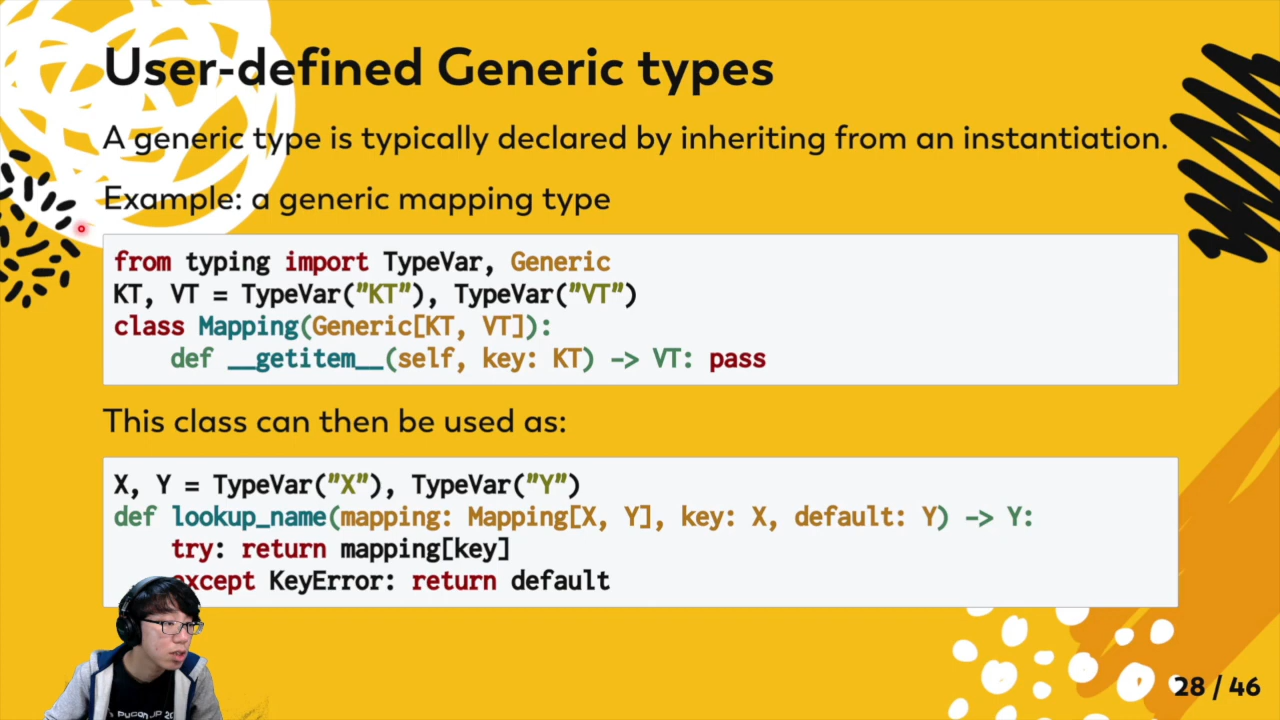 User-defined Generic types
A generic type is typically declared by inheriting from an instantiation.
Example: a generic mapping type
from typing import TypeVar, Generic
KT, VT = TypeVar("KT"), TypeVar("VT")
class Mapping(Generic[KT, VT]):
    def __getitem__(self, key: KT) -> VT: pass
This class can then be used as:
X, Y = TypeVar("X"), TypeVar("Y")
def lookup_name(mapping: Mapping[X, Y], key: X, default: Y) -> Y:
    try: return mapping[key]
    except KeyError: return default
28 / 46